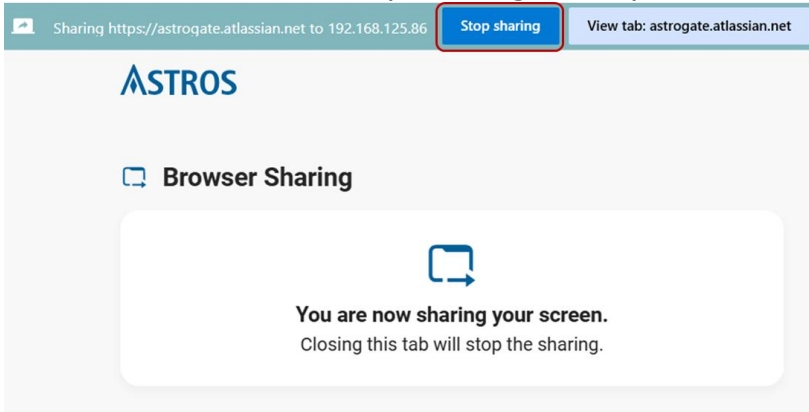 Sharing https://astrogate.atlassian.net to 192.168.125.86 Stop sharing View tab: astrogate.atlassian.net
ASTROS
Browser Sharing
You are now sharing your screen.
Closing this tab will stop the sharing.